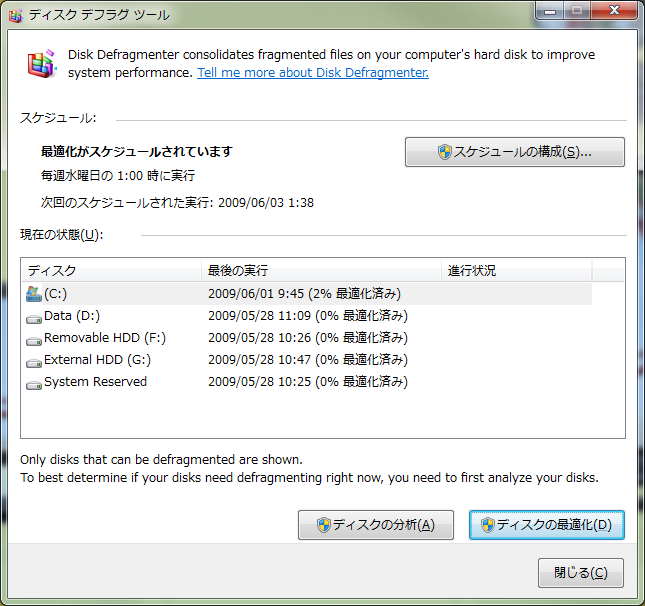 ディスク デフラグ ツール
Disk Defragmenter consolidates fragmented files on your computer's hard disk to improve
system performance. Tell me more about Disk Defragmenter.
スケジュール:
最適化がスケジュールされています
スケジュールの構成(S)...
毎週水曜日の 1:00 時に実行
次回のスケジュールされた実行: 2009/06/03 1:38
現在の状態(U):
ディスク 最後の実行 進行状況
(C:) 2009/06/01 9:45 (2% 最適化済み)
Data (D:) 2009/05/28 11:09 (0% 最適化済み)
Removable HDD (F:) 2009/05/28 10:26 (0% 最適化済み)
External HDD (G:) 2009/05/28 10:47 (0% 最適化済み)
System Reserved 2009/05/28 10:25 (0% 最適化済み)
Only disks that can be defragmented are shown.
To best determine if your disks need defragmenting right now, you need to first analyze your disks.
ディスクの分析(A) ディスクの最適化(D)
閉じる(C)